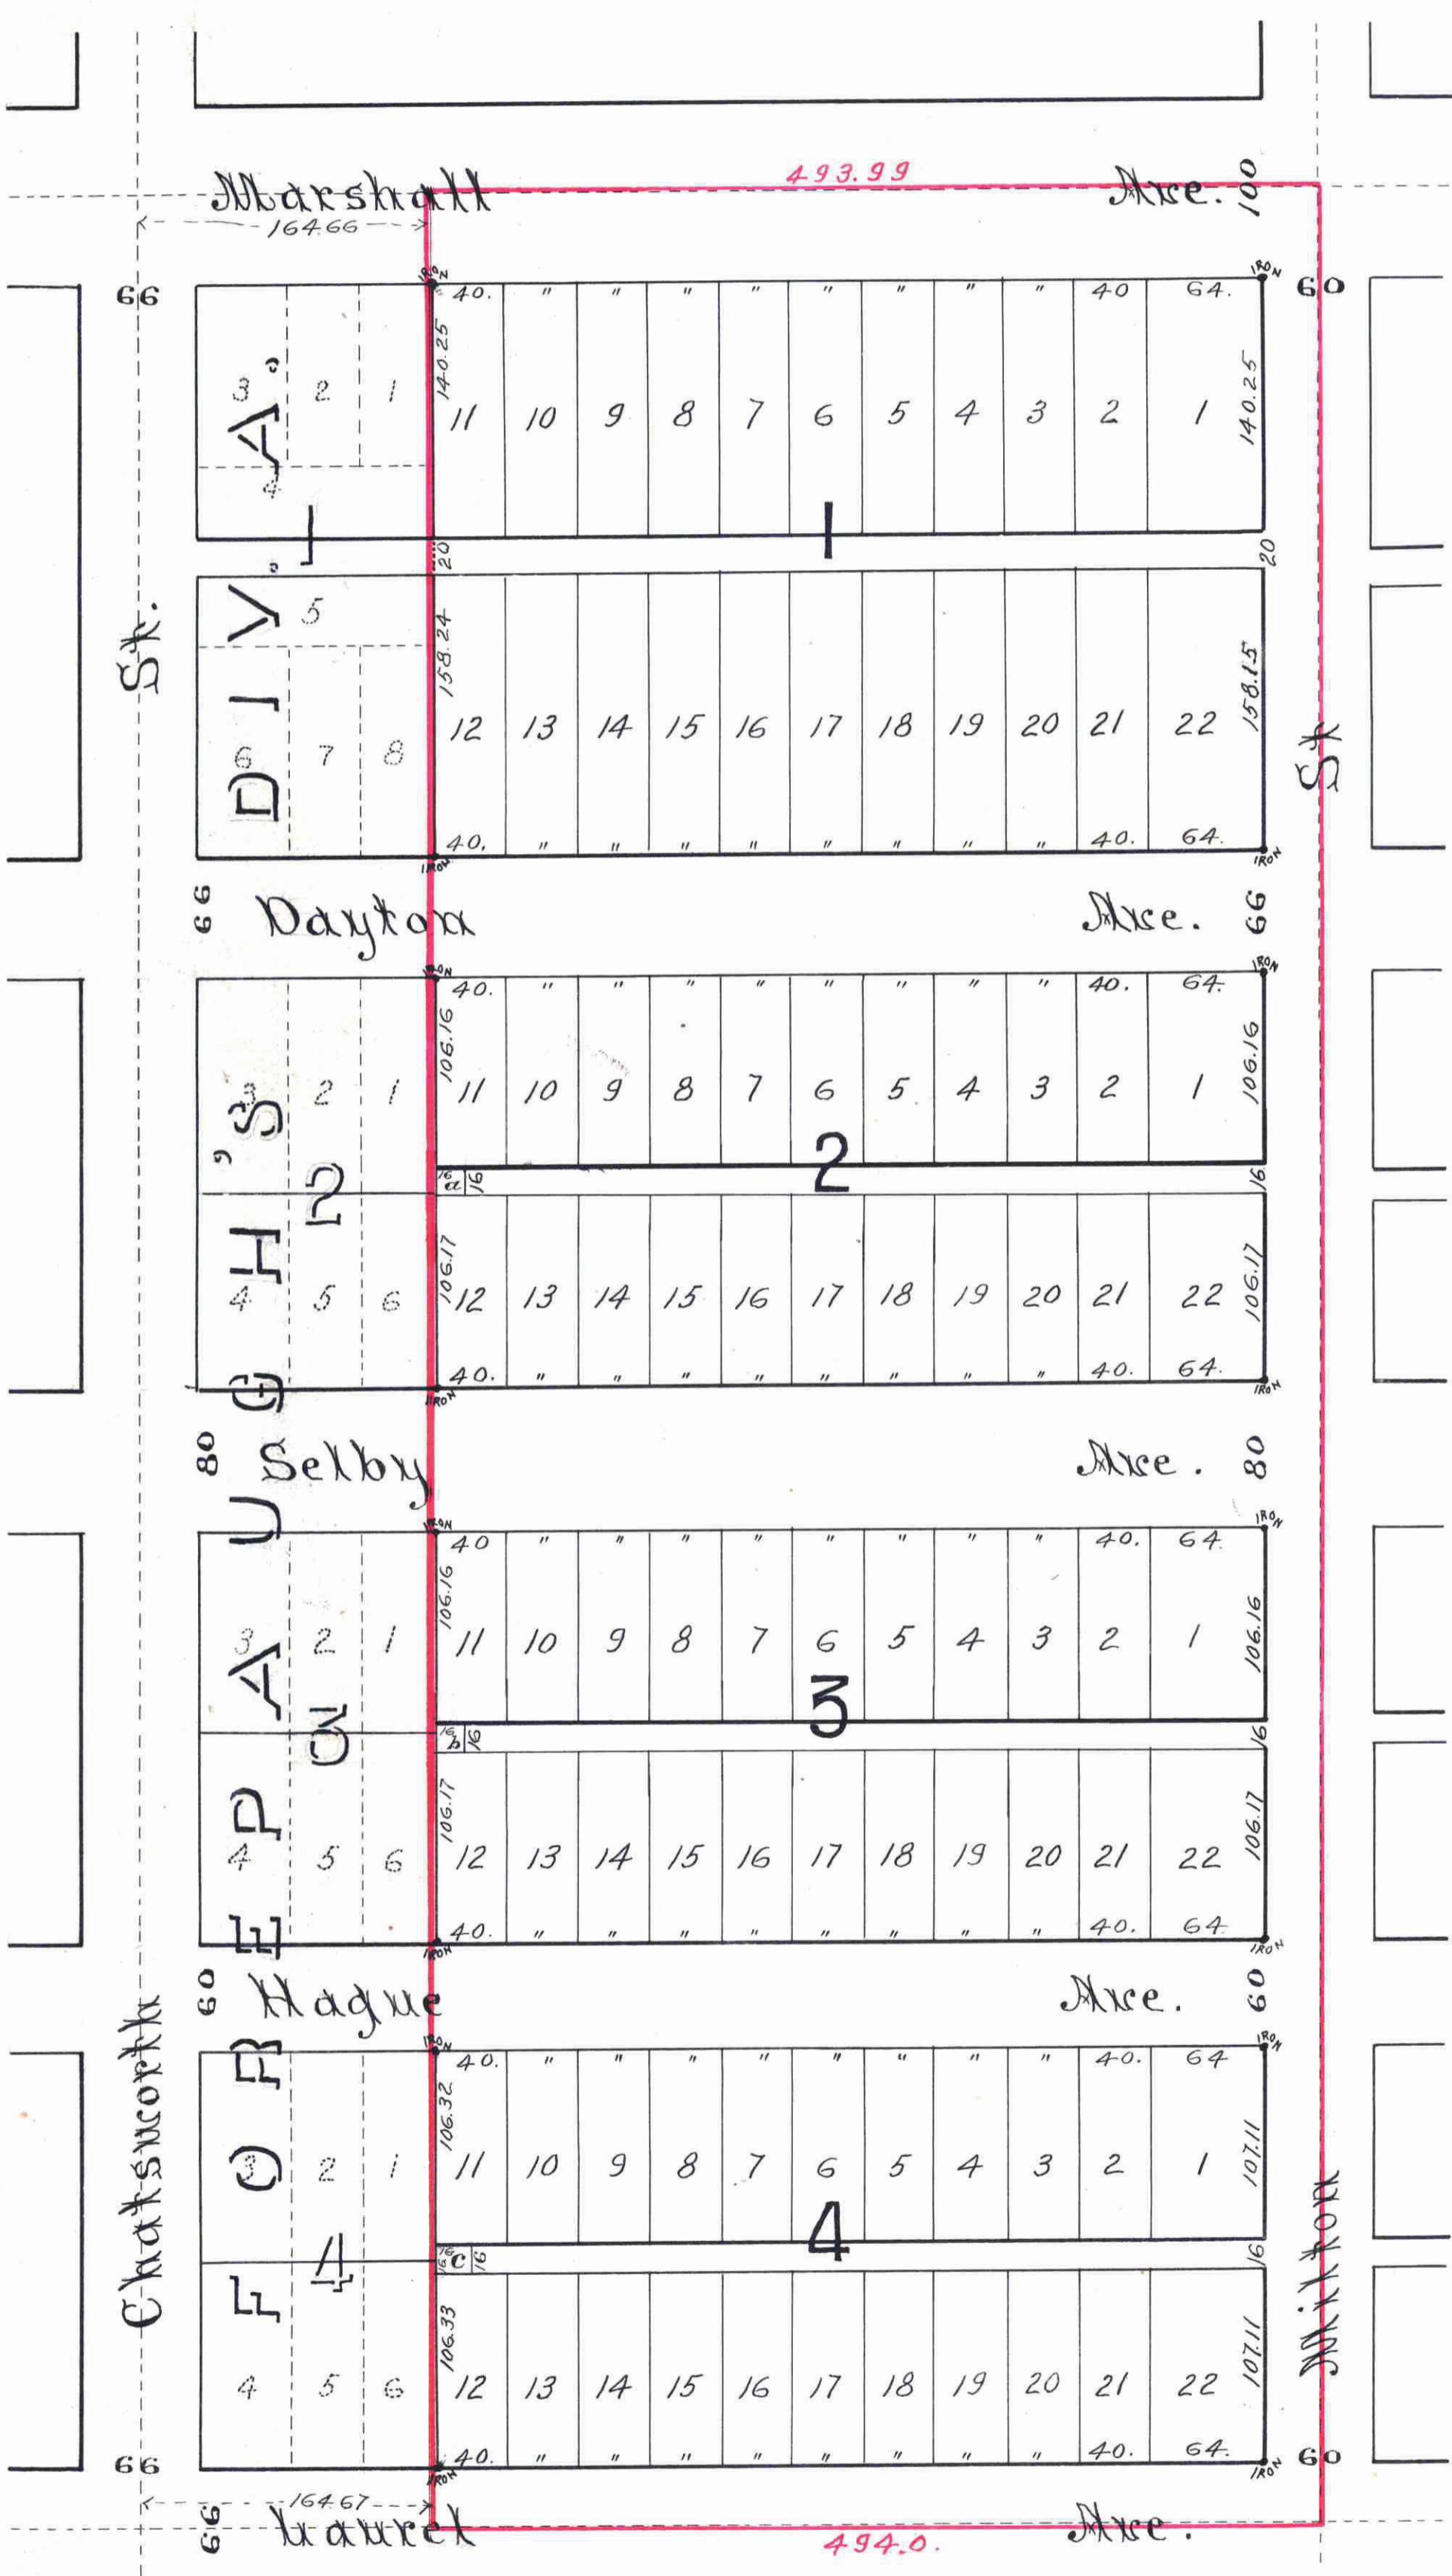 493.99
Marshall Ave. 100
164.66
66 60
IRON IRON
40. " " " " " " " " 40 64.
140.25 140.25
3 2 1 11 10 9 8 7 6 5 4 3 2 1
4
1 1
20 20
5
158.24 158.15
6 7 8 12 13 14 15 16 17 18 19 20 21 22
40. " " " " " " " " 40. 64.
IRON IRON
St. St
66 Dayton Ave. 66
IRON IRON
40. " " " " " " " " 40. 64.
106.16 106.16
3 2 1 11 10 9 8 7 6 5 4 3 2 1
2 2
16 a 16 16
106.17 106.17
4 5 6 12 13 14 15 16 17 18 19 20 21 22
40. " " " " " " " " 40. 64.
IRON IRON
80 Selby Ave. 80
IRON IRON
40 " " " " " " " " 40. 64.
106.16 106.16
3 2 1 11 10 9 8 7 6 5 4 3 2 1
3 3
16 b 16 16
106.17 106.17
4 5 6 12 13 14 15 16 17 18 19 20 21 22
40. " " " " " " " " 40. 64.
IRON IRON
60 Hague Ave. 60
IRON IRON
40. " " " " " " " " 40. 64
106.32 107.11
3 2 1 11 10 9 8 7 6 5 4 3 2 1
4 4
16 16 c 16 16
106.33 107.11
4 5 6 12 13 14 15 16 17 18 19 20 21 22
40. " " " " " " " " 40. 64.
IRON IRON
66 60
164.67
66 Laurel Ave.
494.0.
Chatsworth
Milton
FOREPAUGH'S DIV. "A."